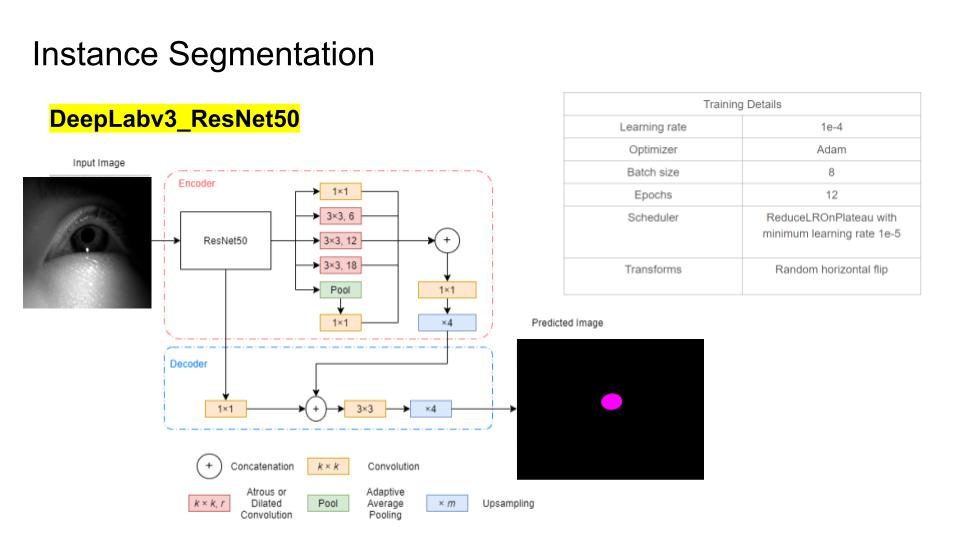 Instance Segmentation
DeepLabv3_ResNet50
Training Details
Learning rate 1e-4
Optimizer Adam
Batch size 8
Epochs 12
Scheduler ReduceLROnPlateau with
minimum learning rate 1e-5
Transforms Random horizontal flip
Input Image
Encoder
ResNet50
1×1
3×3, 6
3×3, 12
3×3, 18
Pool
1×1
+
1×1
×4
Decoder
1×1
+
3×3
×4
Predicted Image
+ Concatenation
k × k Convolution
k × k, r Atrous or
Dilated
Convolution
Pool Adaptive
Average
Pooling
× m Upsampling